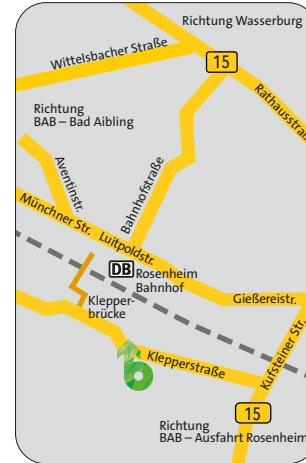 Richtung Wasserburg
Wittelsbacher Straße
15
Rathausstraße
Richtung
BAB – Bad Aibling
Aventinstr.
Bahnhofstraße
Münchner Str.
Luitpoldstr.
DB
Rosenheim
Bahnhof
Klepper-
brücke
Gießereistr.
Klepperstraße
Kufsteiner Str.
15
Richtung
BAB – Ausfahrt Rosenheim